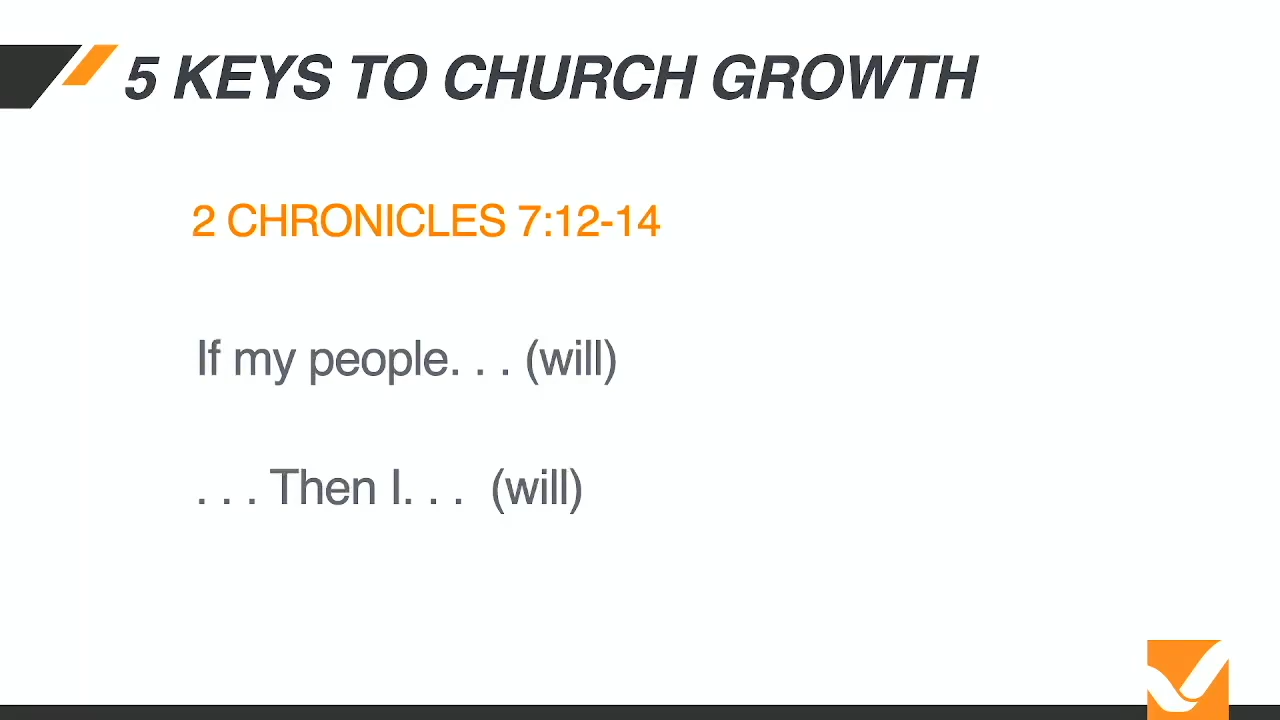 5 KEYS TO CHURCH GROWTH
2 CHRONICLES 7:12-14
If my people. . . (will)
. . . Then I. . . (will)